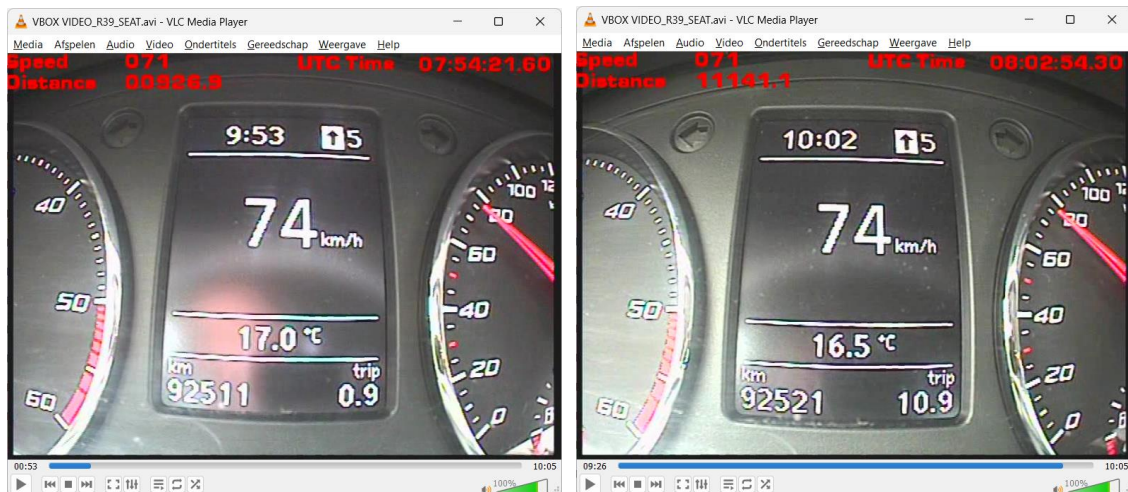 VBOX VIDEO_R39_SEAT.avi - VLC Media Player
Media Afspelen Audio Video Ondertitels Gereedschap Weergave Help
Speed 071 UTC Time 07:54:21.60
Distance 00926.9
9:53 ↑5
40
74 km/h
100
80
60
50
40
17.0 °C
20
km trip
92511 0.9
60
0
00:53 10:05
100%
VBOX VIDEO_R39_SEAT.avi - VLC Media Player
Media Afspelen Audio Video Ondertitels Gereedschap Weergave Help
Speed 071 UTC Time 08:02:54.30
Distance 11141.1
10:02 ↑5
40
74 km/h
100
80
60
50
40
16.5 °C
20
km trip
92521 10.9
60
0
09:26 10:05
100%